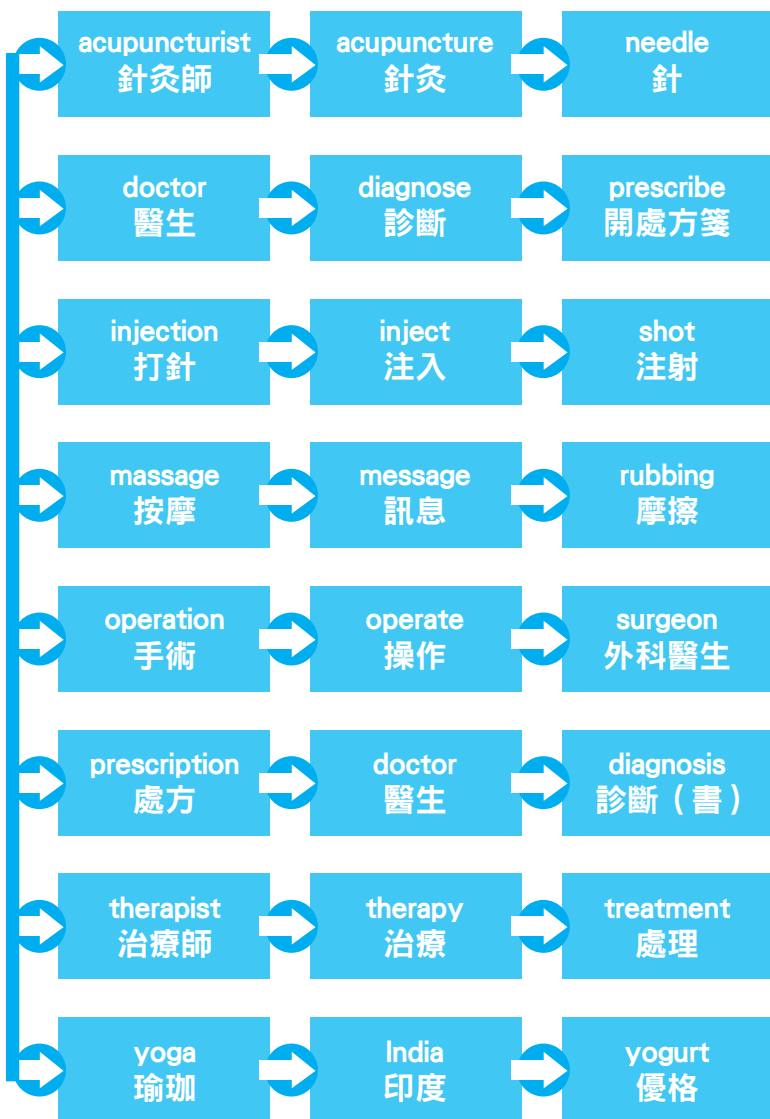 acupuncturist
針灸師
acupuncture
針灸
needle
針
doctor
醫生
diagnose
診斷
prescribe
開處方箋
injection
打針
inject
注入
shot
注射
massage
按摩
message
訊息
rubbing
摩擦
operation
手術
operate
操作
surgeon
外科醫生
prescription
處方
doctor
醫生
diagnosis
診斷（書）
therapist
治療師
therapy
治療
treatment
處理
yoga
瑜珈
India
印度
yogurt
優格